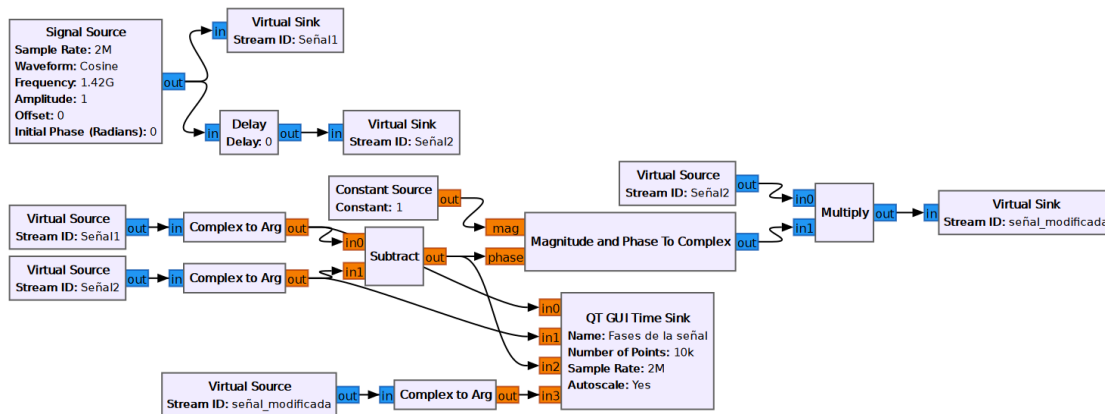 Signal Source
Sample Rate: 2M
Waveform: Cosine
Frequency: 1.42G
Amplitude: 1
Offset: 0
Initial Phase (Radians): 0
out
in
Virtual Sink
Stream ID: Señal1
in
Delay
Delay: 0
out
in
Virtual Sink
Stream ID: Señal2
Virtual Source
Stream ID: Señal1
out
in
Complex to Arg
out
Virtual Source
Stream ID: Señal2
out
in
Complex to Arg
out
Constant Source
Constant: 1
out
in0
in1
Subtract
out
mag
phase
Magnitude and Phase To Complex
out
Virtual Source
Stream ID: Señal2
out
in0
in1
Multiply
out
in
Virtual Sink
Stream ID: señal_modificada
in0
in1
in2
in3
QT GUI Time Sink
Name: Fases de la señal
Number of Points: 10k
Sample Rate: 2M
Autoscale: Yes
Virtual Source
Stream ID: señal_modificada
out
in
Complex to Arg
out